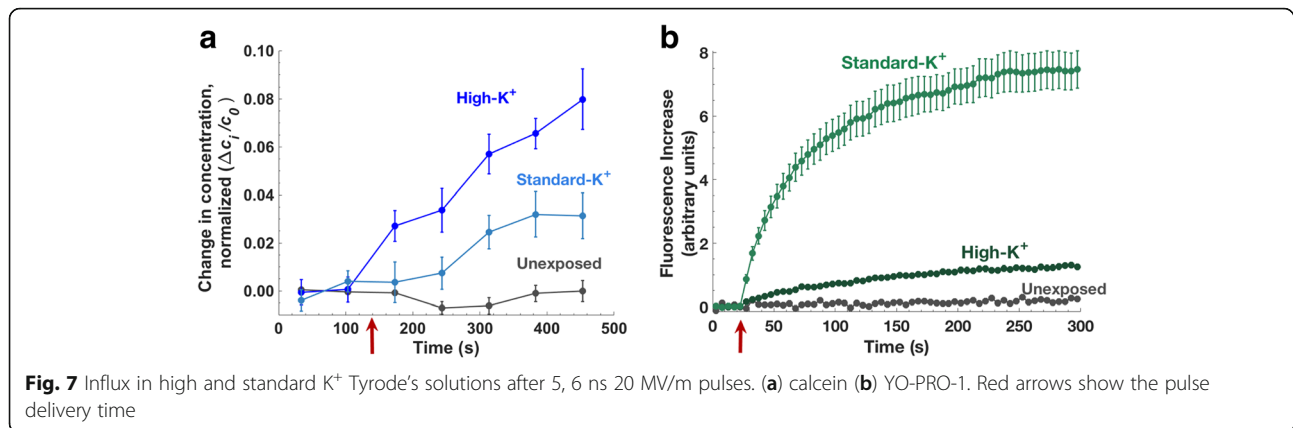 a
Change in concentration,
normalized (Δcᵢ/c₀)
0.10
0.08
0.06
0.04
0.02
0.00
High-K⁺
Standard-K⁺
Unexposed
0 100 200 300 400 500
Time (s)
b
Fluorescence Increase
(arbitrary units)
8
6
4
2
0
Standard-K⁺
High-K⁺
Unexposed
0 50 100 150 200 250 300
Time (s)
Fig. 7 Influx in high and standard K⁺ Tyrode's solutions after 5, 6 ns 20 MV/m pulses. (a) calcein (b) YO-PRO-1. Red arrows show the pulse
delivery time